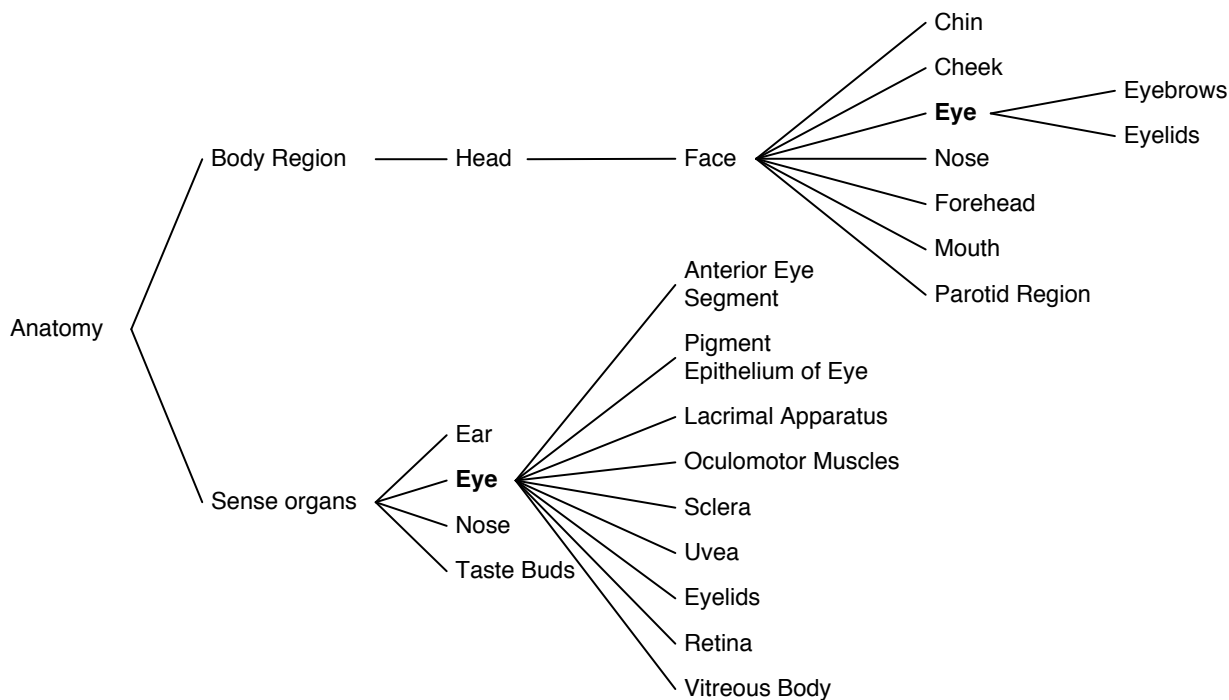 Chin
Cheek
Eye
Eyebrows
Eyelids
Body Region
Head
Face
Nose
Forehead
Mouth
Parotid Region
Anatomy
Anterior Eye
Segment
Pigment
Epithelium of Eye
Lacrimal Apparatus
Ear
Oculomotor Muscles
Eye
Sense organs
Sclera
Nose
Uvea
Taste Buds
Eyelids
Retina
Vitreous Body